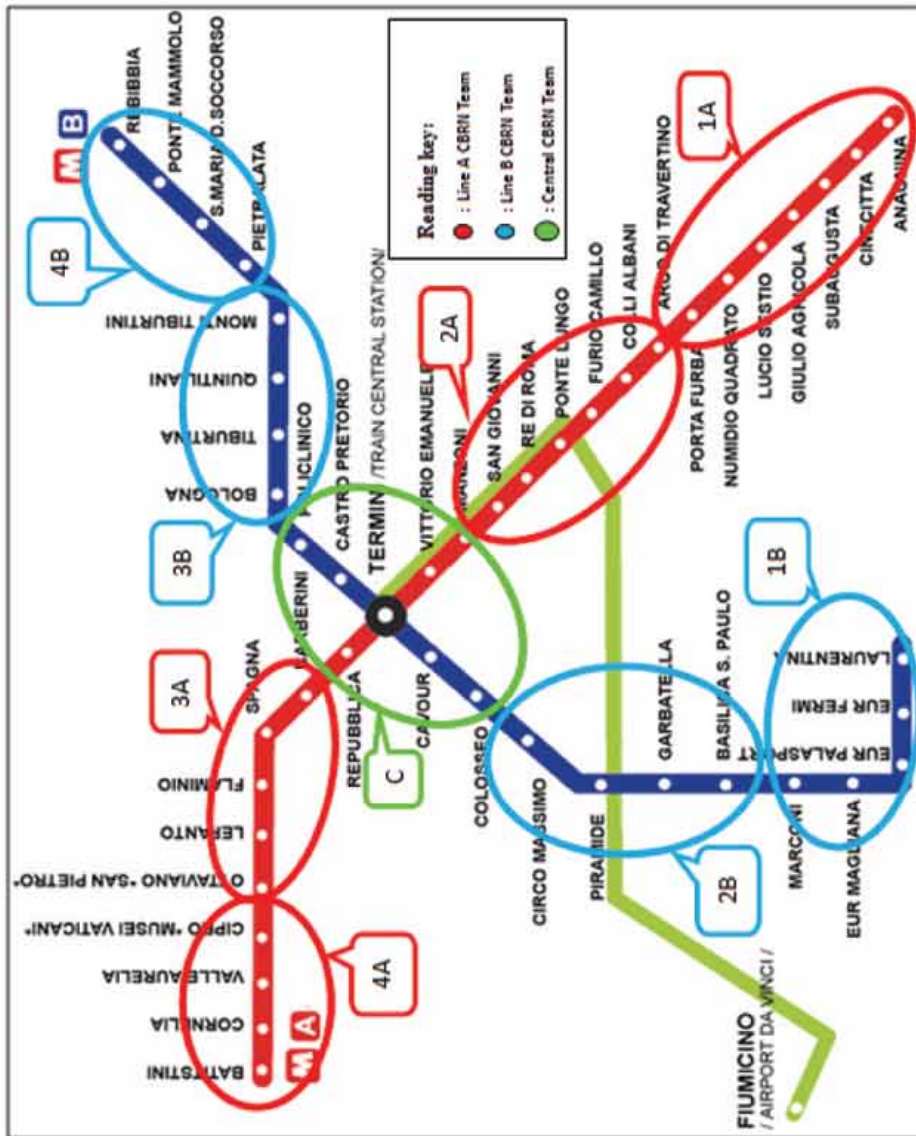 M B
REBIBBIA
PONTE MAMMOLO
S.MARIA D.SOCCORSO
PIETRALATA
4B
MONTI TIBURTINI
QUINTILIANI
TIBURTINA
BOLOGNA
3B
POLICLINICO
CASTRO PRETORIO
TERMINI /TRAIN CENTRAL STATION/
VITTORIO EMANUELE
MANZONI
2A
SAN GIOVANNI
RE DI ROMA
PONTE LUNGO
FURIO CAMILLO
COLLI ALBANI
ARCO DI TRAVERTINO
1A
PORTA FURBA
NUMIDIO QUADRATO
LUCIO SESTIO
GIULIO AGRICOLA
SUBAUGUSTA
CINECITTA
ANAGNINA
Reading key:
: Line A CBRN Team
: Line B CBRN Team
: Central CBRN Team
3A
SPAGNA
BARBERINI
REPUBBLICA
C
CAVOUR
COLOSSEO
CIRCO MASSIMO
PIRAMIDE
GARBATELLA
BASILICA S. PAULO
2B
1B
MARCONI
EUR MAGLIANA
EUR PALASPORT
EUR FERMI
LAURENTINA
FLAMINIO
LEPANTO
OTTAVIANO "SAN PIETRO"
CIPRO "MUSEI VATICANI"
VALLE AURELIA
CORNELIA
BATTISTINI
4A
M A
FIUMICINO
/ AIRPORT DA VINCI /